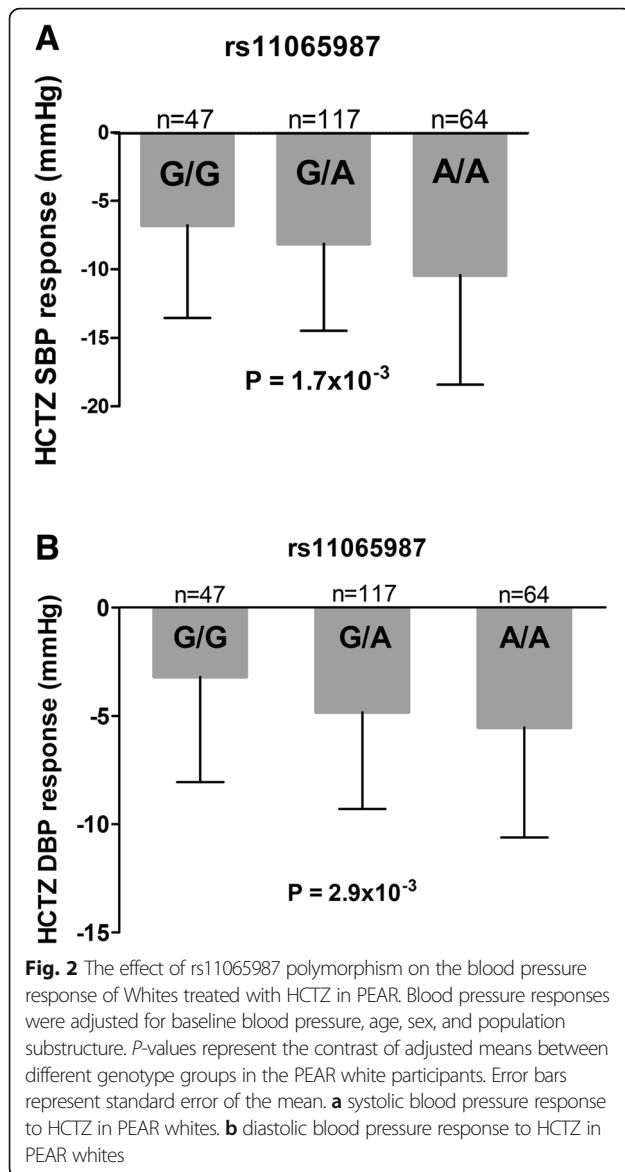 A
rs11065987
HCTZ SBP response (mmHg)
n=47 n=117 n=64
0
G/G G/A A/A
-5
-10
-15
P = 1.7x10-3
-20
B
rs11065987
HCTZ DBP response (mmHg)
n=47 n=117 n=64
0
G/G G/A A/A
-5
-10
P = 2.9x10-3
-15
Fig. 2 The effect of rs11065987 polymorphism on the blood pressure
response of Whites treated with HCTZ in PEAR. Blood pressure responses
were adjusted for baseline blood pressure, age, sex, and population
substructure. P-values represent the contrast of adjusted means between
different genotype groups in the PEAR white participants. Error bars
represent standard error of the mean. a systolic blood pressure response
to HCTZ in PEAR whites. b diastolic blood pressure response to HCTZ in
PEAR whites